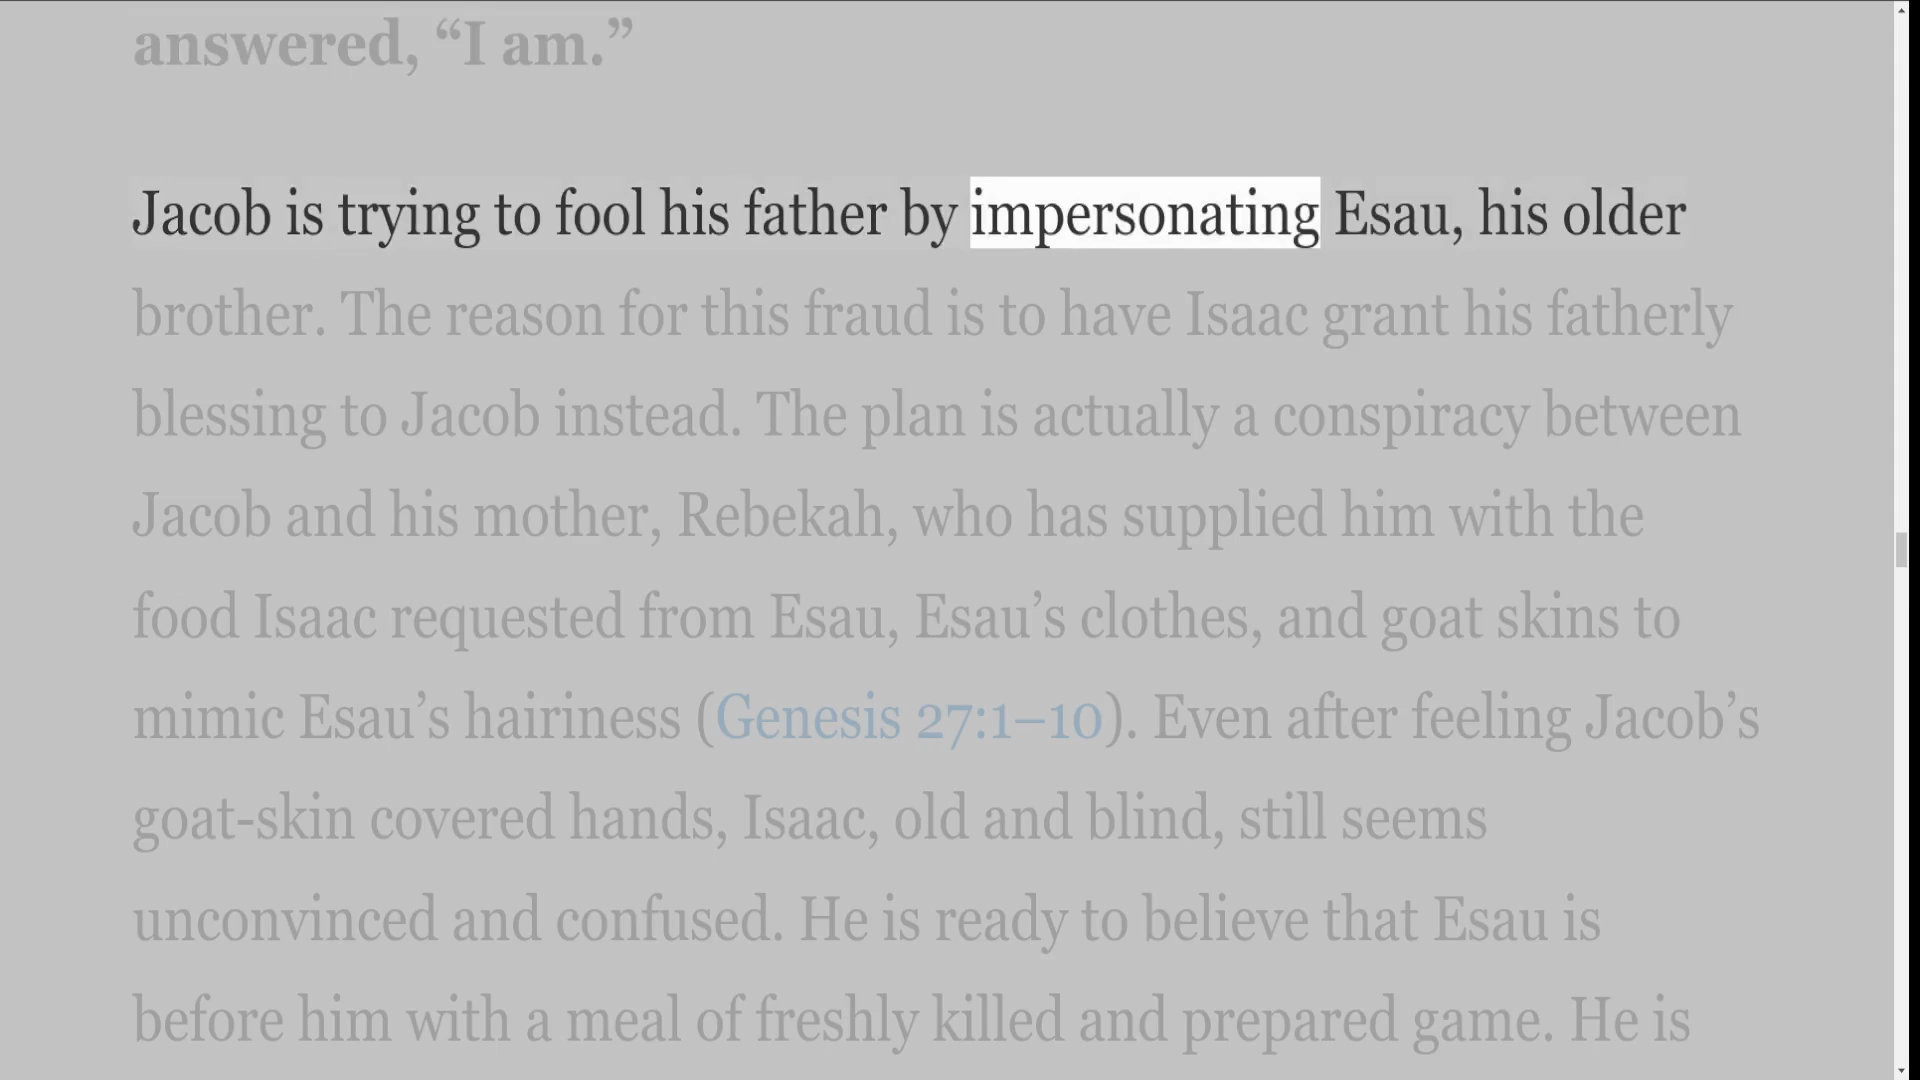 answered, “I am.”
Jacob is trying to fool his father by impersonating Esau, his older
brother. The reason for this fraud is to have Isaac grant his fatherly
blessing to Jacob instead. The plan is actually a conspiracy between
Jacob and his mother, Rebekah, who has supplied him with the
food Isaac requested from Esau, Esau’s clothes, and goat skins to
mimic Esau’s hairiness (Genesis 27:1–10). Even after feeling Jacob’s
goat-skin covered hands, Isaac, old and blind, still seems
unconvinced and confused. He is ready to believe that Esau is
before him with a meal of freshly killed and prepared game. He is